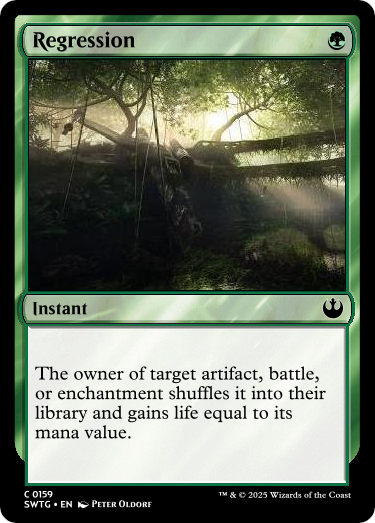 Regression
Instant
The owner of target artifact, battle,
or enchantment shuffles it into their
library and gains life equal to its
mana value.
C 0159
SWTG • EN PETER OLDORF
™ & © 2025 Wizards of the Coast